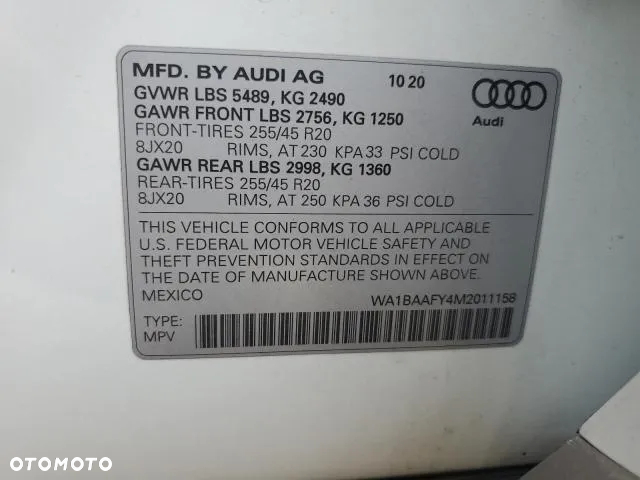 MFD. BY AUDI AG 10 20
GVWR LBS 5489, KG 2490
GAWR FRONT LBS 2756, KG 1250
Audi
FRONT-TIRES 255/45 R20
8JX20 RIMS, AT 230 KPA 33 PSI COLD
GAWR REAR LBS 2998, KG 1360
REAR-TIRES 255/45 R20
8JX20 RIMS, AT 250 KPA 36 PSI COLD
THIS VEHICLE CONFORMS TO ALL APPLICABLE
U.S. FEDERAL MOTOR VEHICLE SAFETY AND
THEFT PREVENTION STANDARDS IN EFFECT ON
THE DATE OF MANUFACTURE SHOWN ABOVE.
MEXICO WA1BAAFY4M2011158
TYPE:
MPV
OTOMOTO